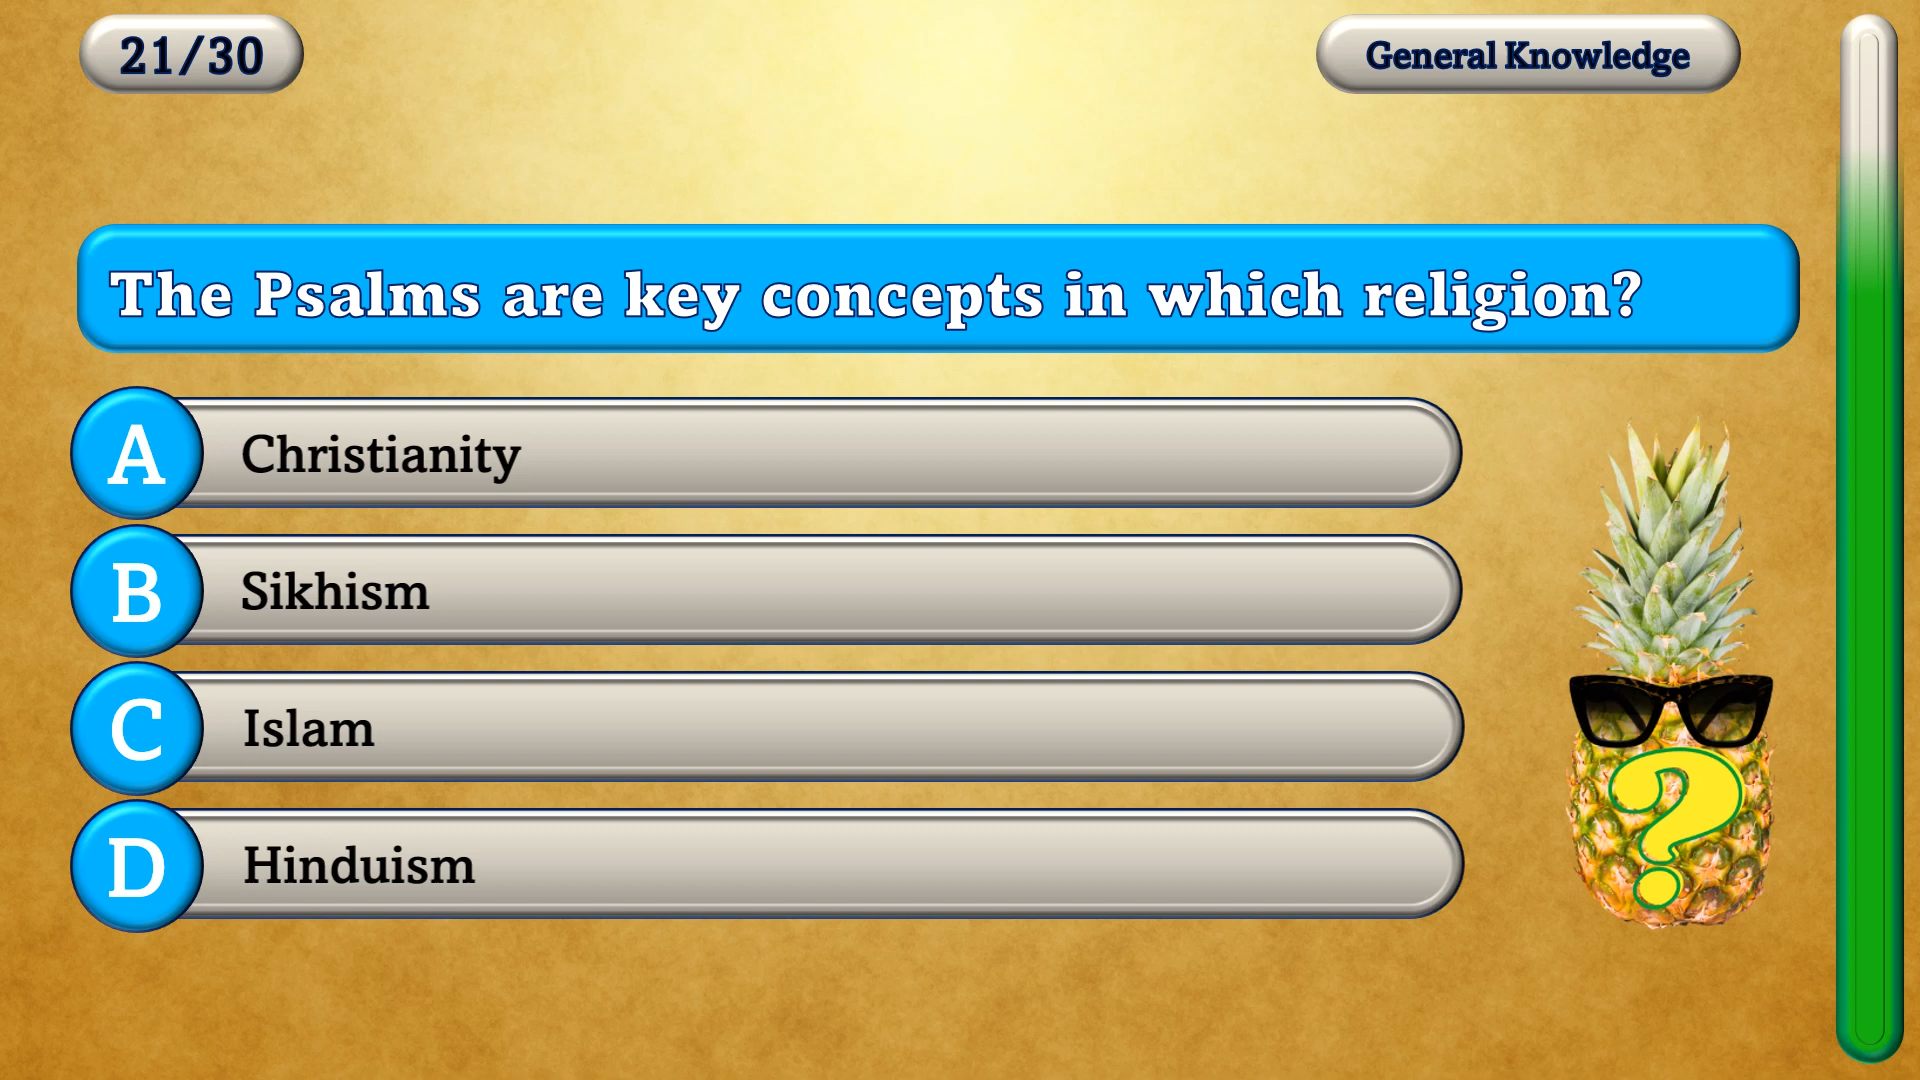 21/30
General Knowledge
The Psalms are key concepts in which religion?
A Christianity
B Sikhism
C Islam
D Hinduism
?